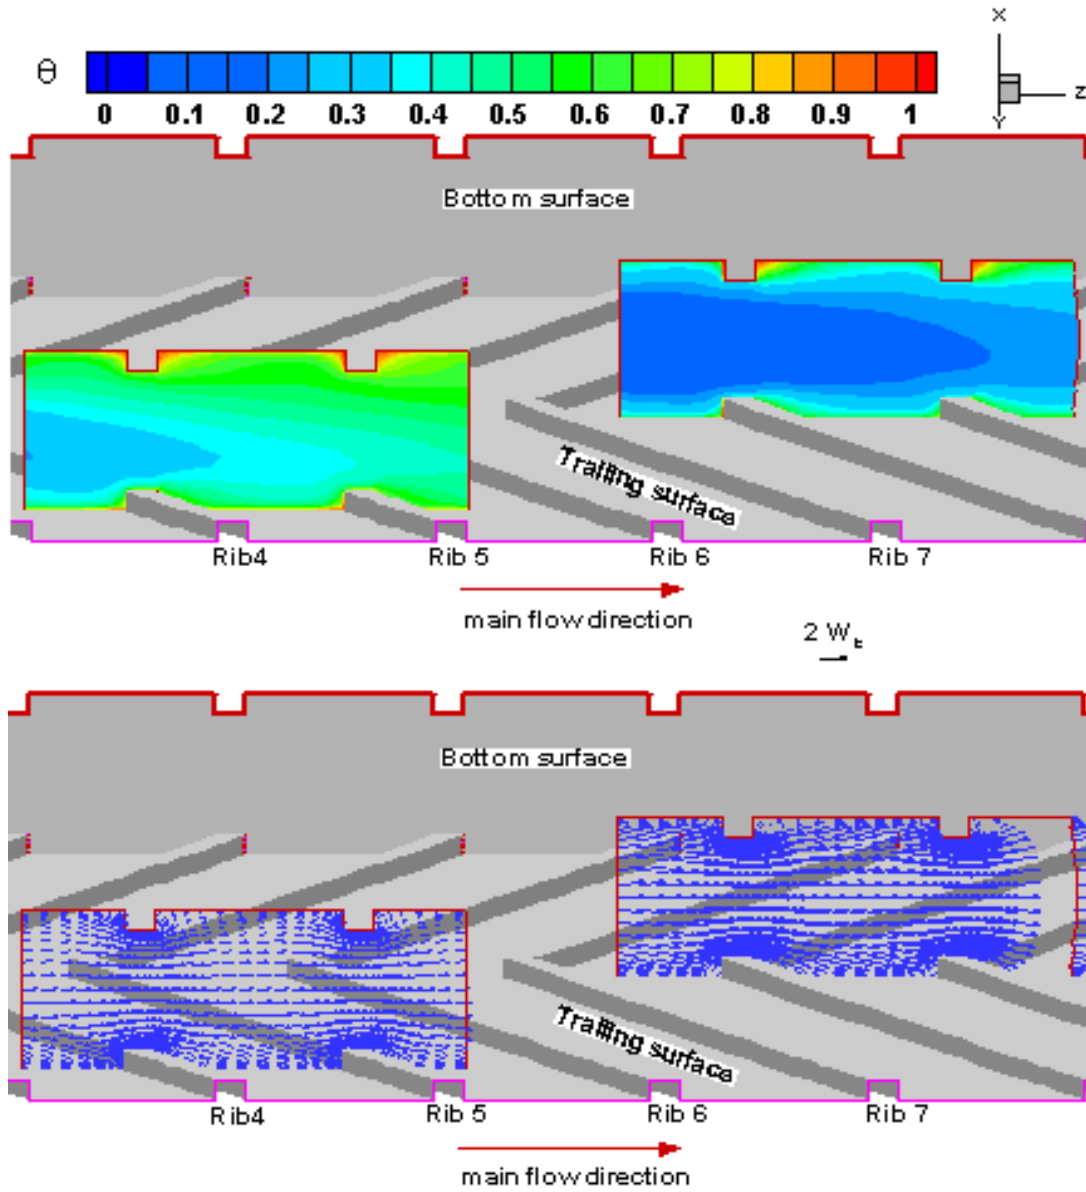 X
θ
Z
0 0.1 0.2 0.3 0.4 0.5 0.6 0.7 0.8 0.9 1
Y
Bottom surface
Trailing surface
Rib4 Rib 5 Rib 6 Rib 7
main flow direction
2 W
Bottom surface
Trailing surface
Rib4 Rib 5 Rib 6 Rib 7
main flow direction